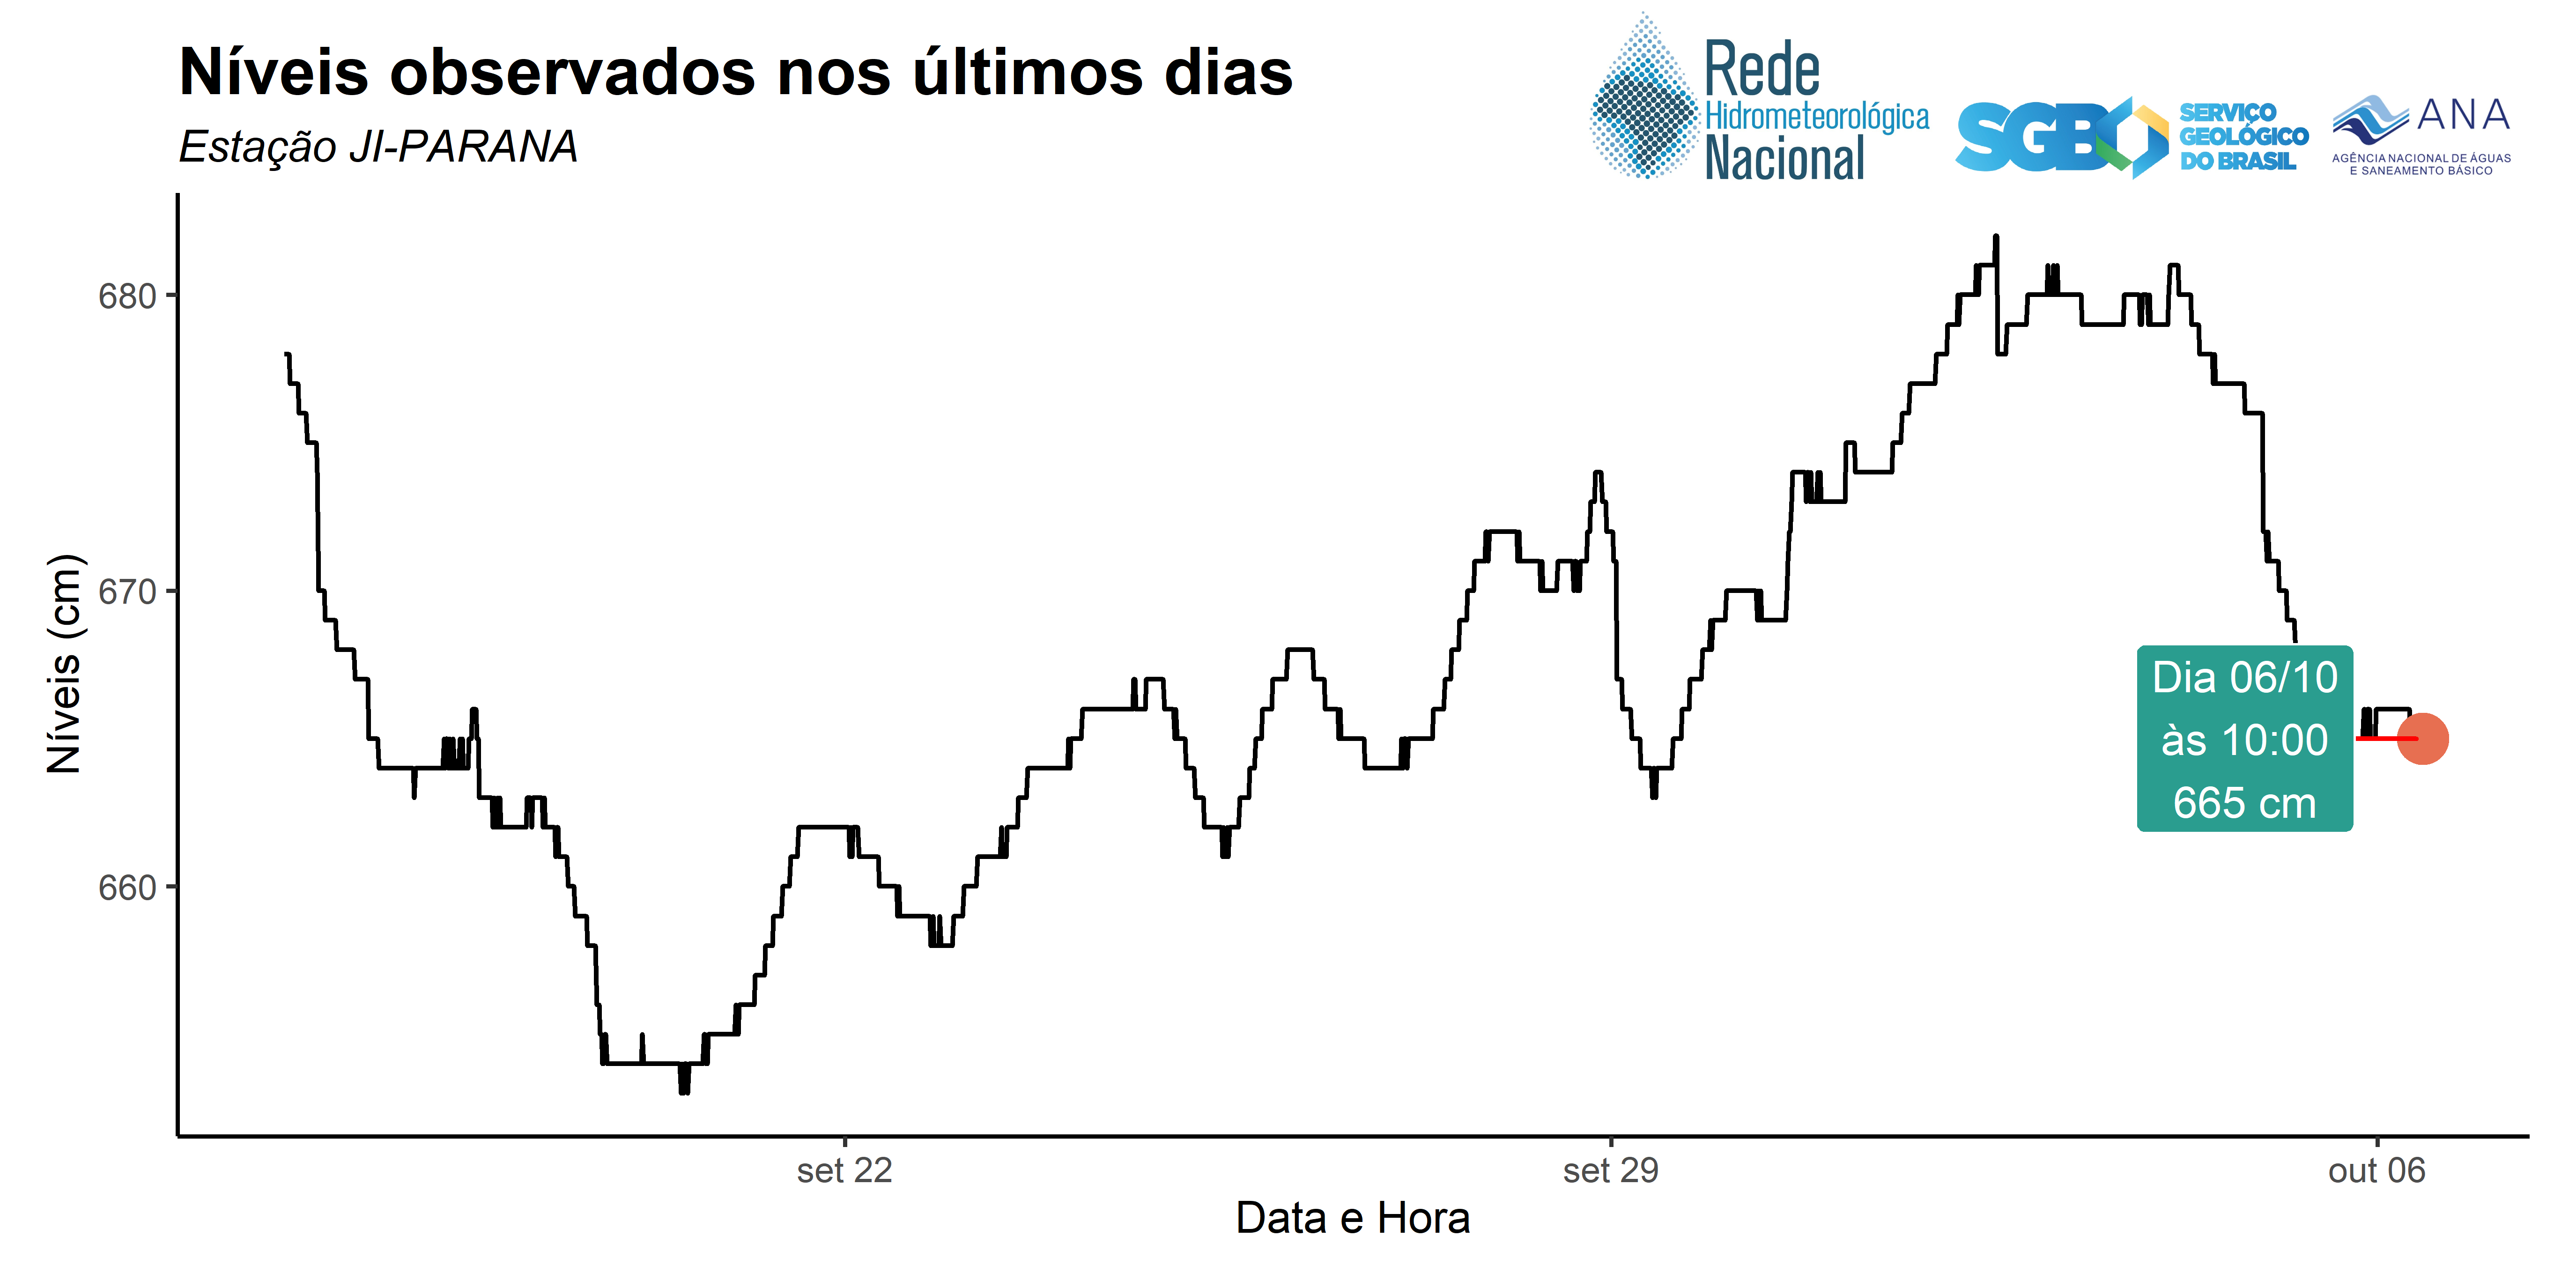 Níveis observados nos últimos dias
Estação JI-PARANA
Rede
Hidrometeorológica
Nacional
SGB
SERVIÇO
GEOLÓGICO
DO BRASIL
ANA
AGÊNCIA NACIONAL DE ÁGUAS
E SANEAMENTO BÁSICO
Níveis (cm)
680
670
660
Dia 06/10
às 10:00
665 cm
set 22
set 29
out 06
Data e Hora